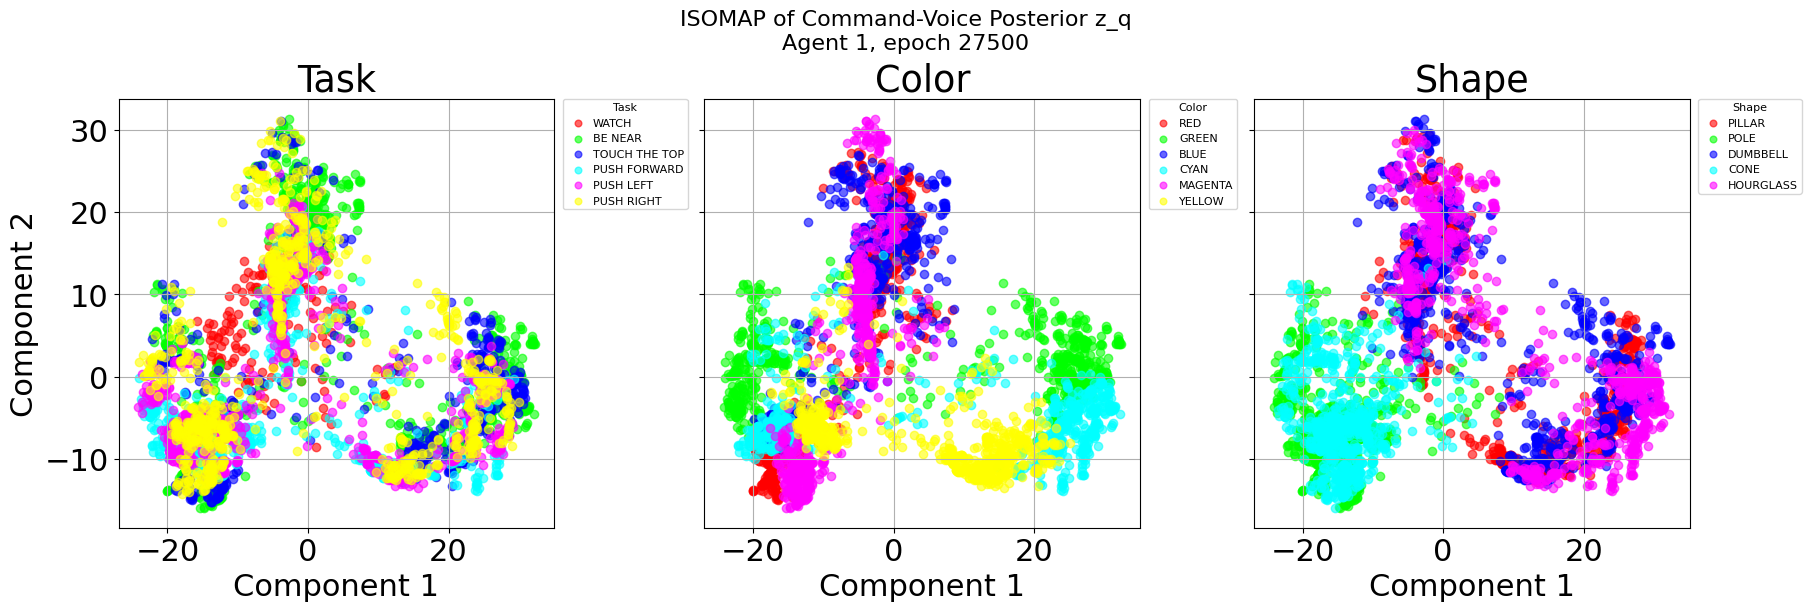 ISOMAP of Command-Voice Posterior z_q
Agent 1, epoch 27500
Task
Color
Shape
Task
WATCH
BE NEAR
TOUCH THE TOP
PUSH FORWARD
PUSH LEFT
PUSH RIGHT
Color
RED
GREEN
BLUE
CYAN
MAGENTA
YELLOW
Shape
PILLAR
POLE
DUMBBELL
CONE
HOURGLASS
Component 2
30
20
10
0
−10
−20 0 20
−20 0 20
−20 0 20
Component 1
Component 1
Component 1